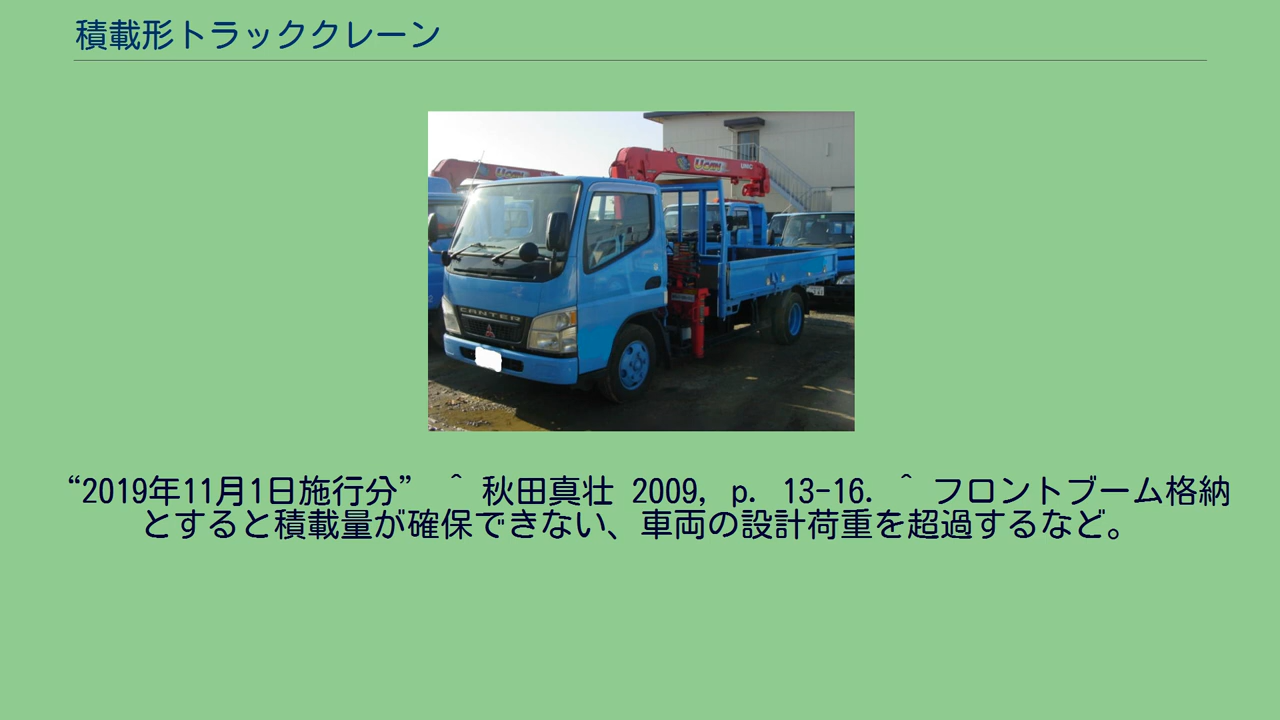 積載形トラッククレーン
CANTER
“2019年11月1日施行分” ^ 秋田真壮 2009, p. 13-16. ^ フロントブーム格納
とすると積載量が確保できない、車両の設計荷重を超過するなど。